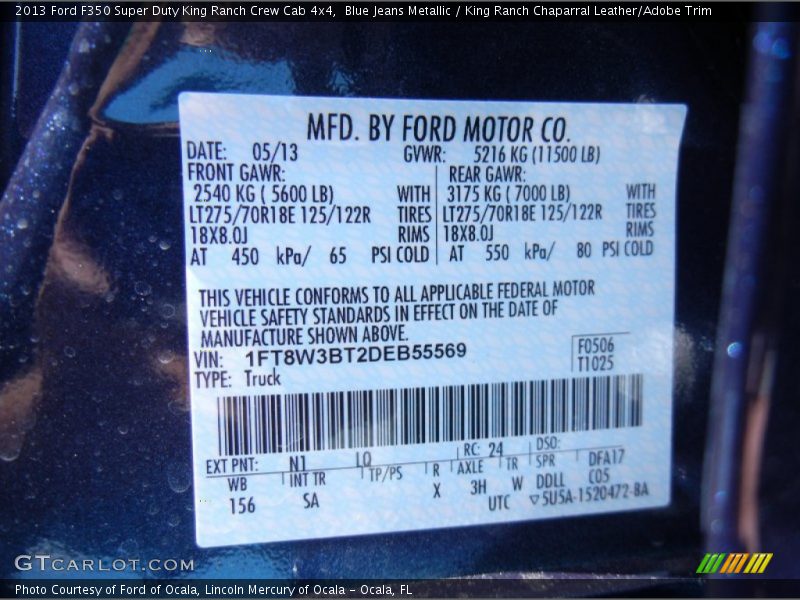 2013 Ford F350 Super Duty King Ranch Crew Cab 4x4,  Blue Jeans Metallic / King Ranch Chaparral Leather/Adobe Trim
MFD. BY FORD MOTOR CO.
DATE: 05/13 GVWR: 5216 KG (11500 LB)
FRONT GAWR: REAR GAWR:
2540 KG ( 5600 LB) WITH 3175 KG ( 7000 LB) WITH
LT275/70R18E 125/122R TIRES LT275/70R18E 125/122R TIRES
18X8.0J RIMS 18X8.0J RIMS
AT 450 kPa/ 65 PSI COLD AT 550 kPa/ 80 PSI COLD
THIS VEHICLE CONFORMS TO ALL APPLICABLE FEDERAL MOTOR
VEHICLE SAFETY STANDARDS IN EFFECT ON THE DATE OF
MANUFACTURE SHOWN ABOVE.
VIN: 1FT8W3BT2DEB55569 F0506
TYPE: Truck T1025
EXT PNT: N1 LQ RC: 24 DSO:
WB INT TR TP/PS R AXLE TR SPR DFA17
156 SA X 3H W DDLL C05
UTC ▽5U5A-1520472-BA
GTCARLOT.COM
Photo Courtesy of Ford of Ocala, Lincoln Mercury of Ocala – Ocala, FL